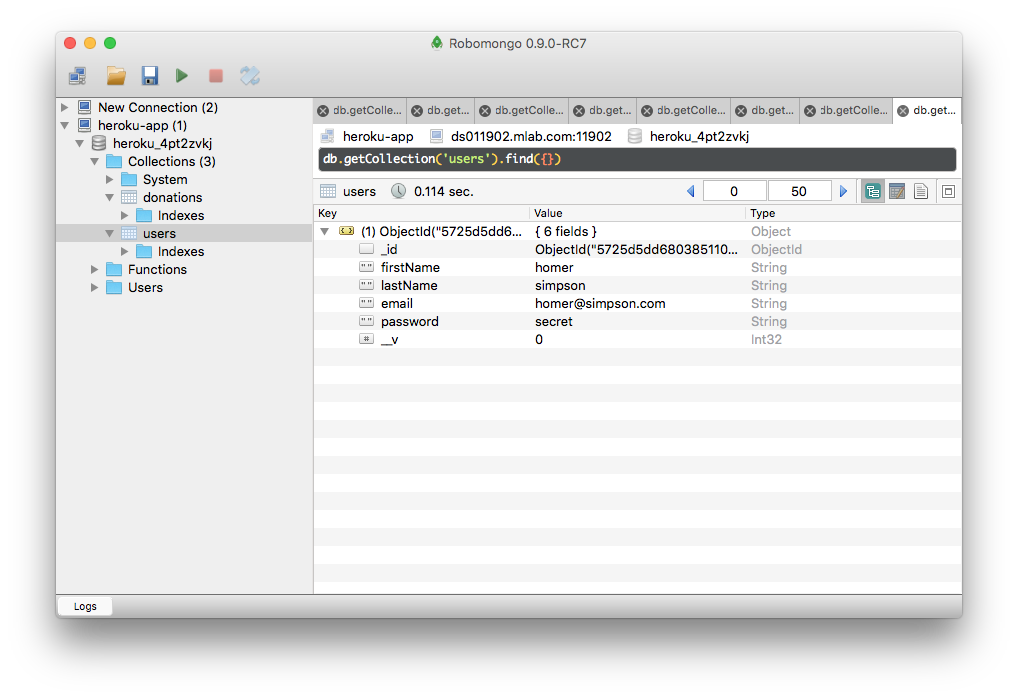 Robomongo 0.9.0-RC7
New Connection (2)
heroku-app (1)
heroku_4pt2zvkj
Collections (3)
System
donations
Indexes
users
Indexes
Functions
Users
db.getColle... db.get... db.getColle... db.get... db.getColle... db.get... db.getColle... db.get...
heroku-app ds011902.mlab.com:11902 heroku_4pt2zvkj
db.getCollection('users').find({})
users 0.114 sec. 0 50
Key Value Type
(1) ObjectId("5725d5dd6... { 6 fields } Object
_id ObjectId("5725d5dd680385110... ObjectId
firstName homer String
lastName simpson String
email homer@simpson.com String
password secret String
__v 0 Int32
Logs